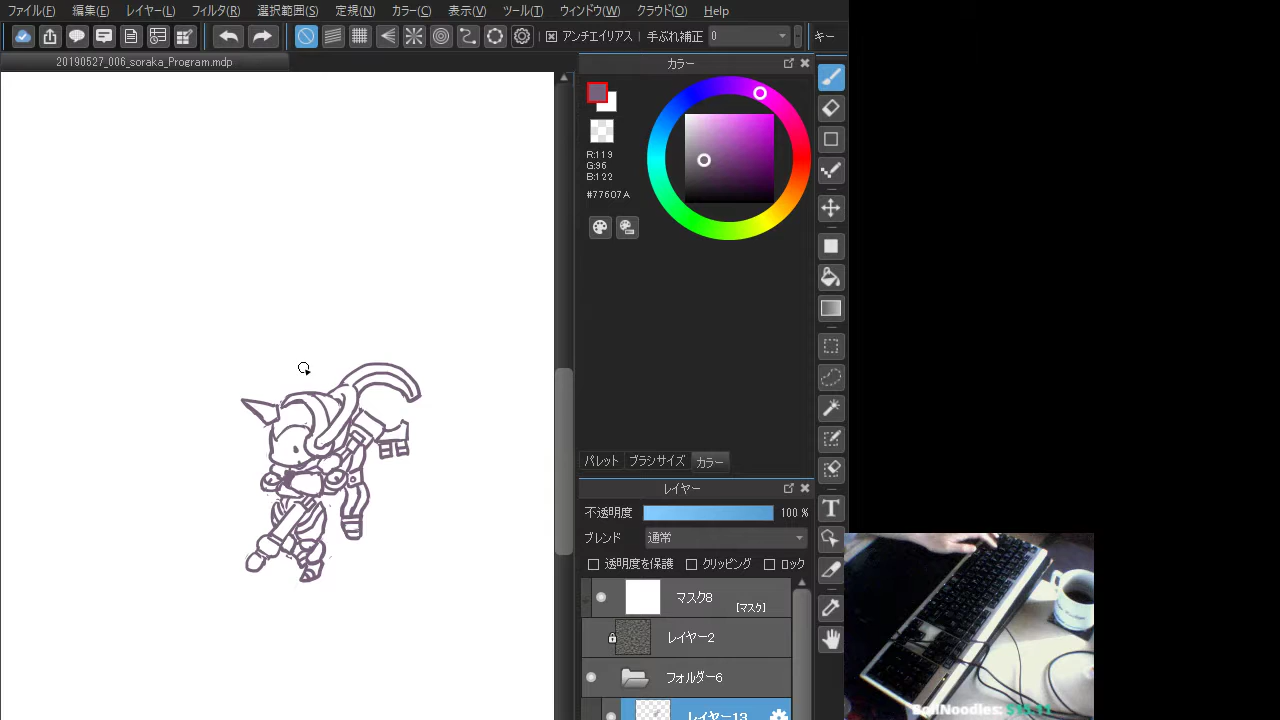 ファイル(F) 編集(E) レイヤー(L) フィルタ(R) 選択範囲(S) 定規(N) カラー(C) 表示(V) ツール(T) ウィンドウ(W) クラウド(O) Help
アンチエイリアス 手ぶれ補正 0 キー
20190527_006_soraka_Program.mdp
カラー
R:119
G:96
B:122
#77607A
パレット ブラシサイズ カラー
レイヤー
不透明度 100 %
ブレンド 通常
透明度を保護 クリッピング ロック
マスク8
[マスク]
レイヤー2
フォルダー6
レイヤー13
T